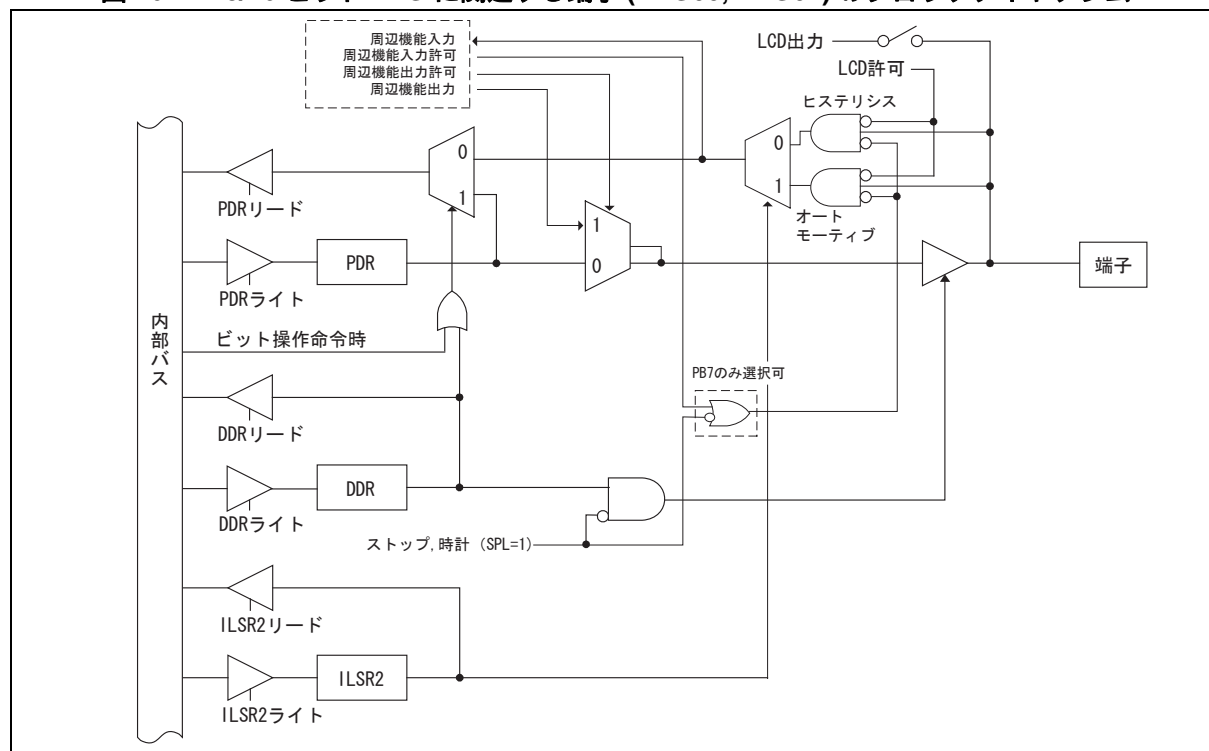 周辺機能入力
周辺機能入力許可
周辺機能出力許可
周辺機能出力
LCD出力
LCD許可
ヒステリシス
0
1
オート
モーティブ
0
1
PDRリード
1
0
PDR
PDRライト
端子
内部バス
ビット操作命令時
PB7のみ選択可
DDRリード
DDR
DDRライト
ストップ,時計 (SPL=1)
ILSR2リード
ILSR2
ILSR2ライト